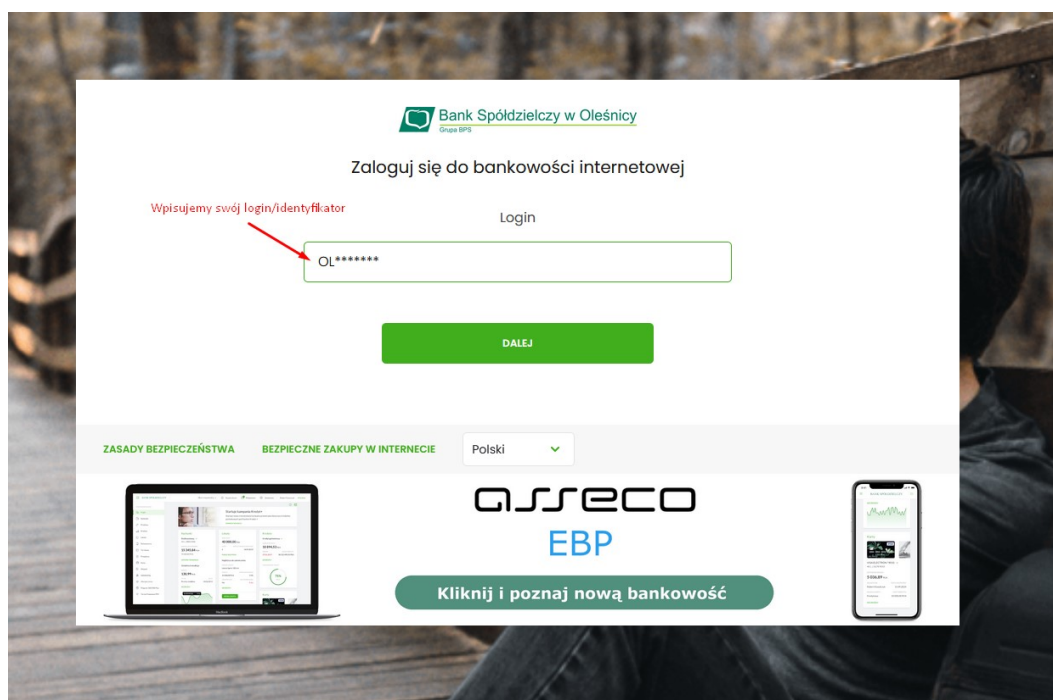 Bank Spółdzielczy w Oleśnicy
Grupa BPS
Zaloguj się do bankowości internetowej
Wpisujemy swój login/identyfikator
Login
OL*******
DALEJ
ZASADY BEZPIECZEŃSTWA
BEZPIECZNE ZAKUPY W INTERNECIE
Polski
asseco
EBP
Kliknij i poznaj nową bankowość